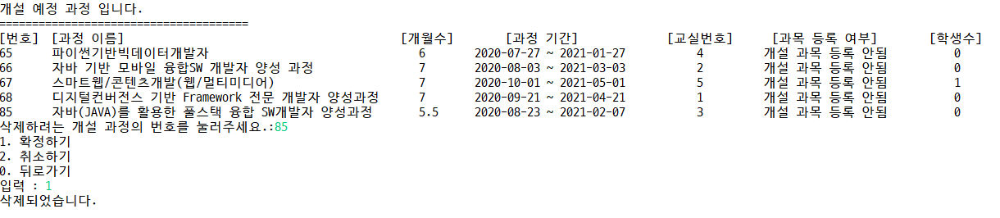 개설 예정 과정 입니다.
======================================
[번호] [과정 이름] [개월수] [과정 기간] [교실번호] [과목 등록 여부] [학생수]
65 파이썬기반빅데이터개발자 6 2020-07-27 ~ 2021-01-27 4 개설 과목 등록 안됨 0
66 자바 기반 모바일 융합SW 개발자 양성 과정 7 2020-08-03 ~ 2021-03-03 2 개설 과목 등록 안됨 0
67 스마트웹/콘텐츠개발(웹/멀티미디어) 7 2020-10-01 ~ 2021-05-01 5 개설 과목 등록 안됨 1
68 디지털컨버전스 기반 Framework 전문 개발자 양성과정 7 2020-09-21 ~ 2021-04-21 1 개설 과목 등록 안됨 0
85 자바(JAVA)를 활용한 풀스택 융합 SW개발자 양성과정 5.5 2020-08-23 ~ 2021-02-07 3 개설 과목 등록 안됨 0
삭제하려는 개설 과정의 번호를 눌러주세요.:85
1. 확정하기
2. 취소하기
0. 뒤로가기
입력 : 1
삭제되었습니다.